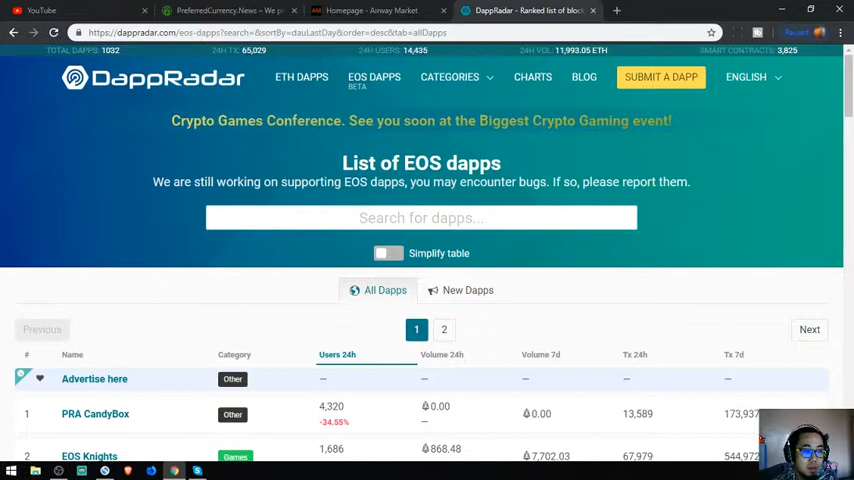 YouTube
PreferredCurrency.News – We pr
Homepage - Airway Market
DappRadar - Ranked list of block
https://dappradar.com/eos-dapps?search=&sortBy=dauLastDay&order=desc&tab=allDapps
Paused
TOTAL DAPPS: 1032 24H TX: 65,029 24H USERS: 14,435 24H VOL: 11,993.05 ETH SMART CONTRACTS: 3,825
DappRadar
ETH DAPPS EOS DAPPS CATEGORIES CHARTS BLOG SUBMIT A DAPP ENGLISH
BETA
Crypto Games Conference. See you soon at the Biggest Crypto Gaming event!
List of EOS dapps
We are still working on supporting EOS dapps, you may encounter bugs. If so, please report them.
Search for dapps...
Simplify table
All Dapps New Dapps
Previous 1 2 Next
# Name Category Users 24h Volume 24h Volume 7d Tx 24h Tx 7d
Advertise here Other — — — — —
1 PRA CandyBox Other 4,320 0.00 0.00 13,589 173,937
-34.55% —
2 EOS Knights Games 1,686 868.48 7,702.03 67,979 544,972